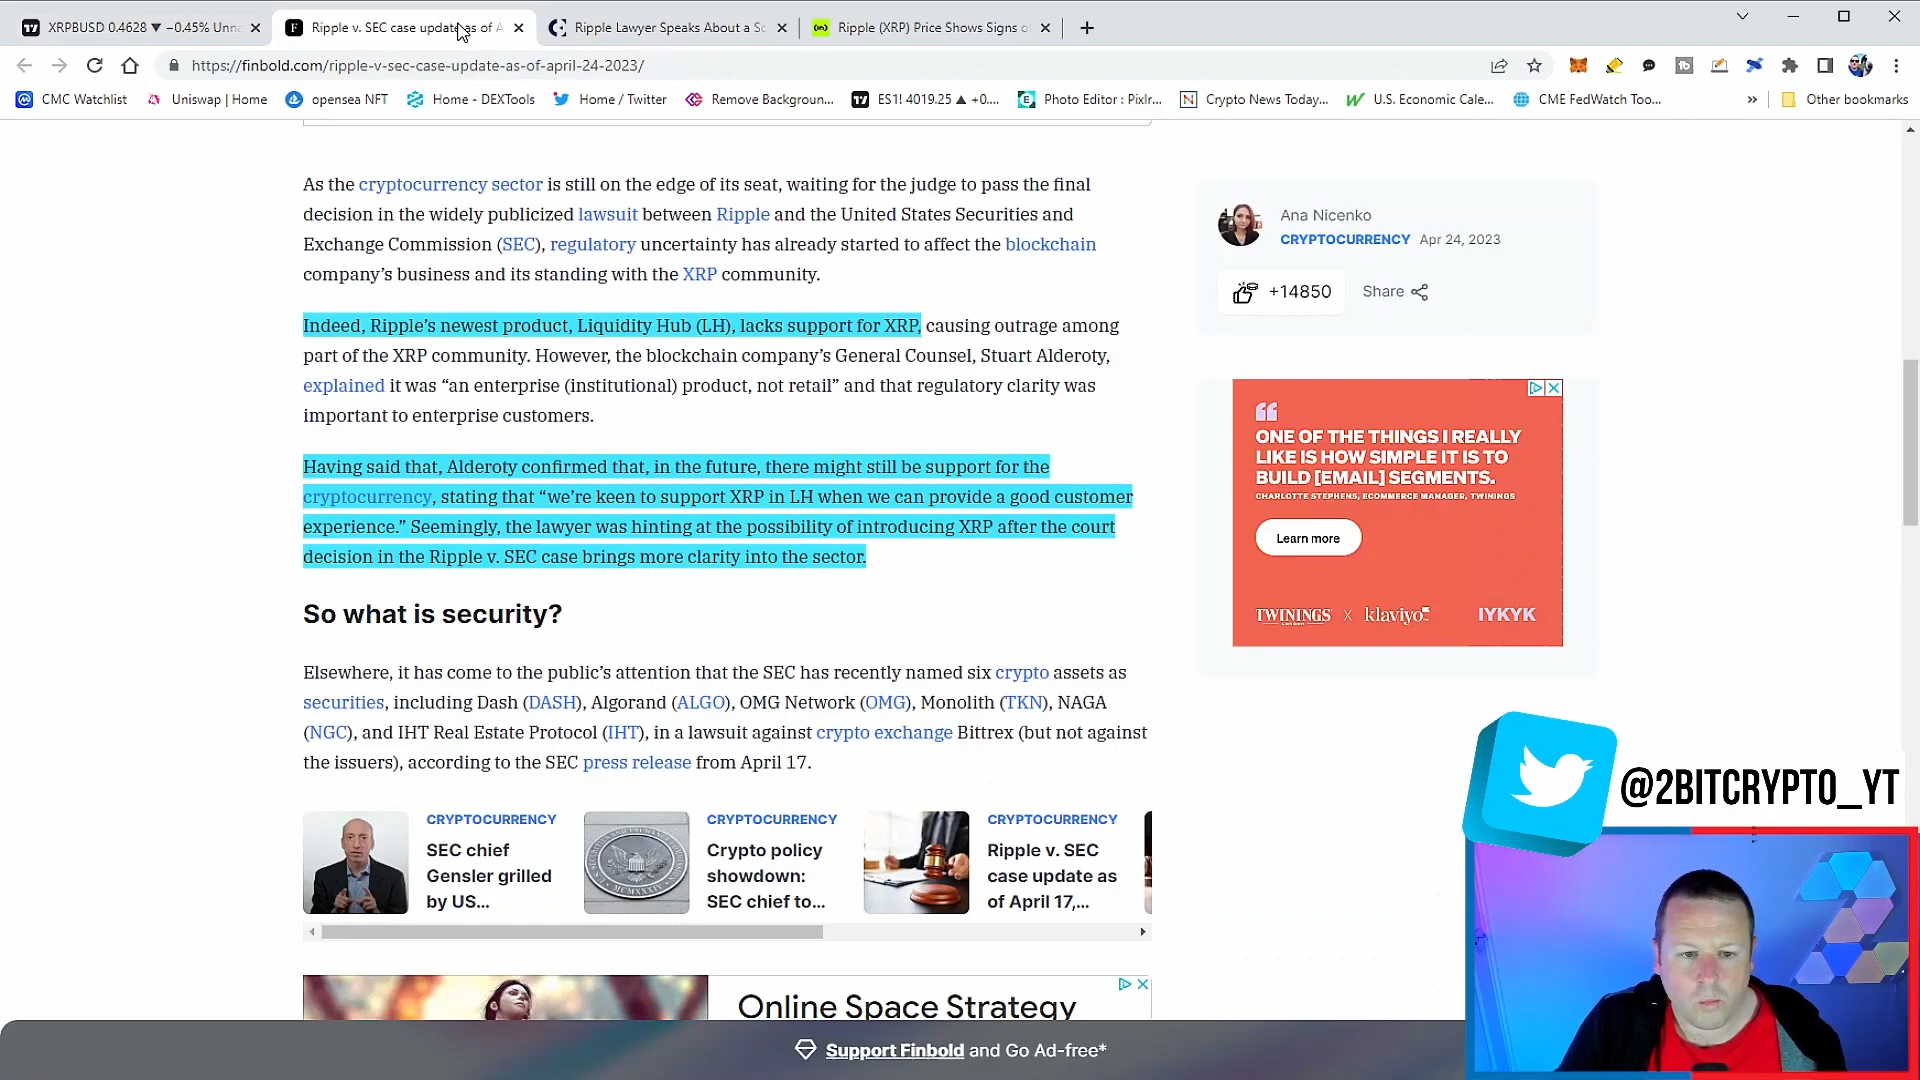 XRPBUSD 0.4628 ▼ −0.45% Unna
Ripple v. SEC case update as of A
Ripple Lawyer Speaks About a Sc
Ripple (XRP) Price Shows Signs o
https://finbold.com/ripple-v-sec-case-update-as-of-april-24-2023/
CMC Watchlist
Uniswap | Home
opensea NFT
Home - DEXTools
Home / Twitter
Remove Backgroun...
ES1! 4019.25 ▲ +0....
Photo Editor : Pixlr...
Crypto News Today...
U.S. Economic Cale...
CME FedWatch Too...
»
Other bookmarks
As the cryptocurrency sector is still on the edge of its seat, waiting for the judge to pass the final
decision in the widely publicized lawsuit between Ripple and the United States Securities and
Exchange Commission (SEC), regulatory uncertainty has already started to affect the blockchain
company's business and its standing with the XRP community.
Indeed, Ripple's newest product, Liquidity Hub (LH), lacks support for XRP, causing outrage among
part of the XRP community. However, the blockchain company's General Counsel, Stuart Alderoty,
explained it was “an enterprise (institutional) product, not retail” and that regulatory clarity was
important to enterprise customers.
Having said that, Alderoty confirmed that, in the future, there might still be support for the
cryptocurrency, stating that “we're keen to support XRP in LH when we can provide a good customer
experience.” Seemingly, the lawyer was hinting at the possibility of introducing XRP after the court
decision in the Ripple v. SEC case brings more clarity into the sector.
So what is security?
Elsewhere, it has come to the public's attention that the SEC has recently named six crypto assets as
securities, including Dash (DASH), Algorand (ALGO), OMG Network (OMG), Monolith (TKN), NAGA
(NGC), and IHT Real Estate Protocol (IHT), in a lawsuit against crypto exchange Bittrex (but not against
the issuers), according to the SEC press release from April 17.
CRYPTOCURRENCY
SEC chief
Gensler grilled
by US...
CRYPTOCURRENCY
Crypto policy
showdown:
SEC chief to...
CRYPTOCURRENCY
Ripple v. SEC
case update as
of April 17,...
Online Space Strategy
Support Finbold and Go Ad-free*
Ana Nicenko
CRYPTOCURRENCY Apr 24, 2023
+14850
Share
ONE OF THE THINGS I REALLY
LIKE IS HOW SIMPLE IT IS TO
BUILD [EMAIL] SEGMENTS.
CHARLOTTE STEPHENS, ECOMMERCE MANAGER, TWININGS
Learn more
TWININGS x klaviyo
IYKYK
@2BITCRYPTO_YT